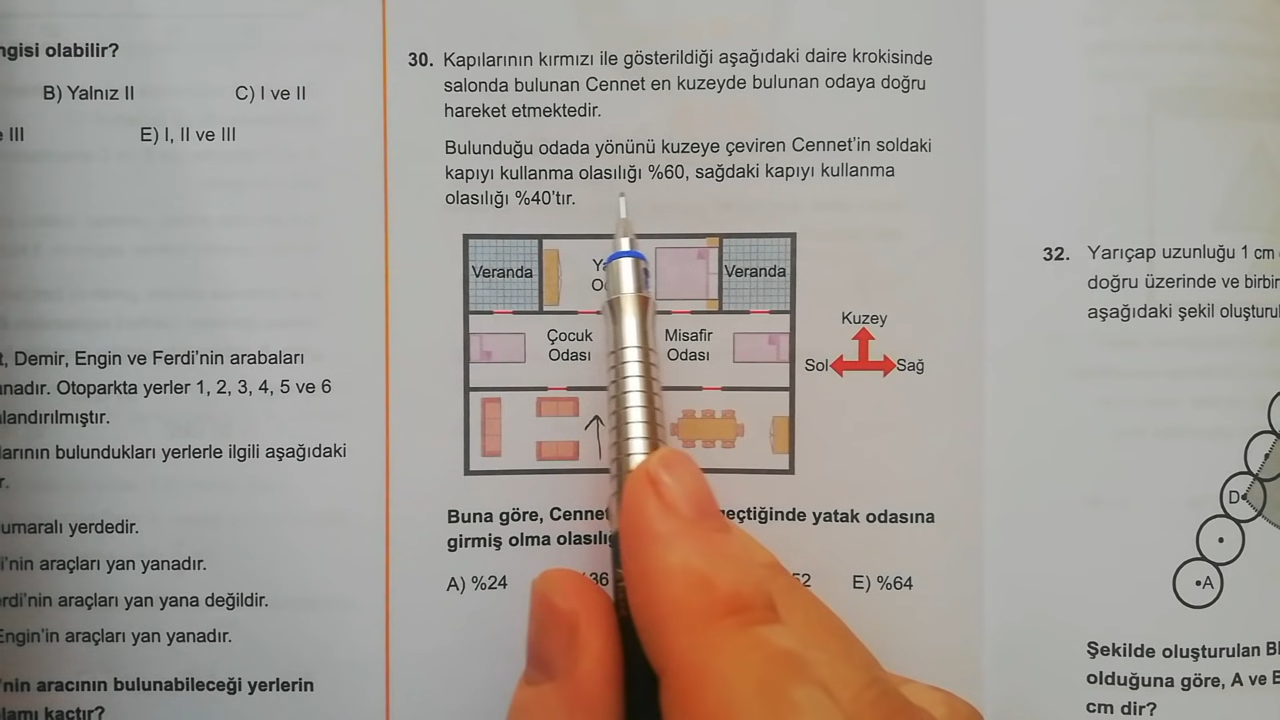 ngisi olabilir?
B) Yalnız II
C) I ve II
III
E) I, II ve III
t, Demir, Engin ve Ferdi'nin arabaları
anadır. Otoparkta yerler 1, 2, 3, 4, 5 ve 6
landırılmıştır.
larının bulundukları yerlerle ilgili aşağıdaki
r.
umaralı yerdedir.
i'nin araçları yan yanadır.
erdi'nin araçları yan yana değildir.
Engin'in araçları yan yanadır.
'nin aracının bulunabileceği yerlerin
lamı kaçtır?
30. Kapılarının kırmızı ile gösterildiği aşağıdaki daire krokisinde
salonda bulunan Cennet en kuzeyde bulunan odaya doğru
hareket etmektedir.
Bulunduğu odada yönünü kuzeye çeviren Cennet'in soldaki
kapıyı kullanma olasılığı %60, sağdaki kapıyı kullanma
olasılığı %40'tır.
Veranda
Ya
O
Veranda
Çocuk
Odası
Misafir
Odası
Kuzey
Sol
Sağ
Buna göre, Cennet geçtiğinde yatak odasına
girmiş olma olasılığ
A) %24
36
52
E) %64
32. Yarıçap uzunluğu 1 cm
doğru üzerinde ve birbir
aşağıdaki şekil oluşturul
D
A
Şekilde oluşturulan
olduğuna göre, A ve
cm dir?